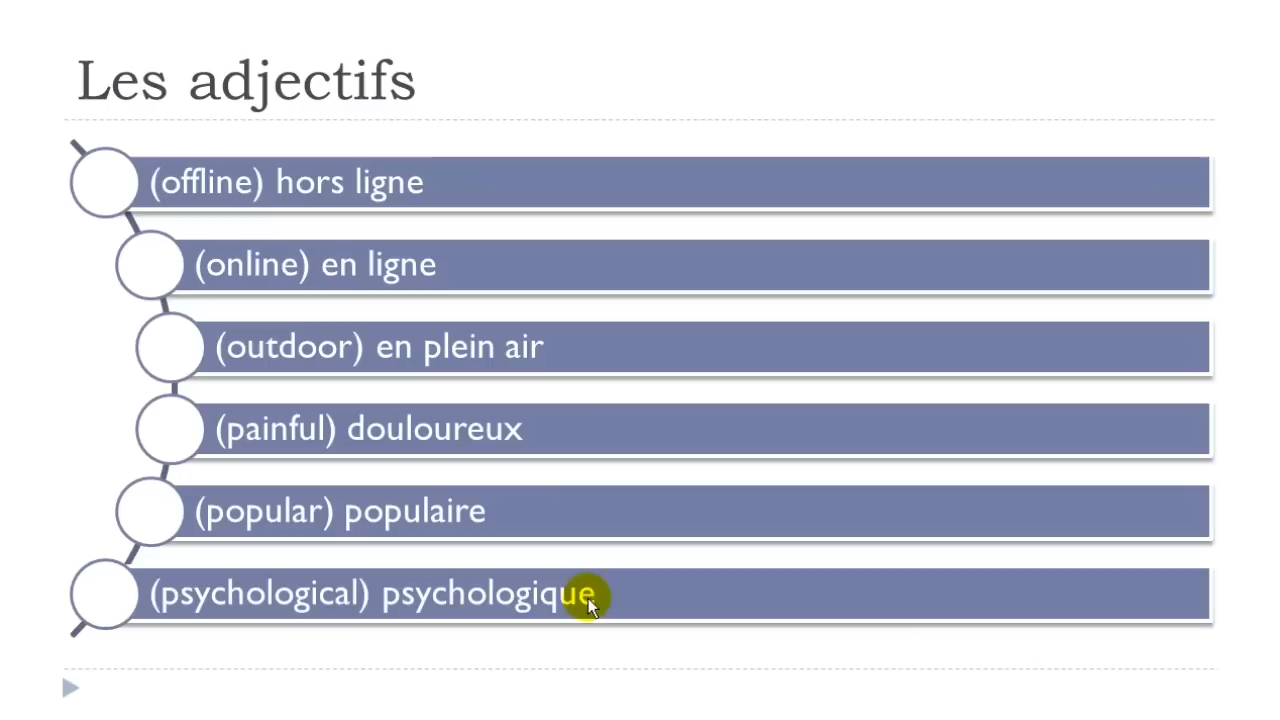 Les adjectifs
(offline) hors ligne
(online) en ligne
(outdoor) en plein air
(painful) douloureux
(popular) populaire
(psychological) psychologique